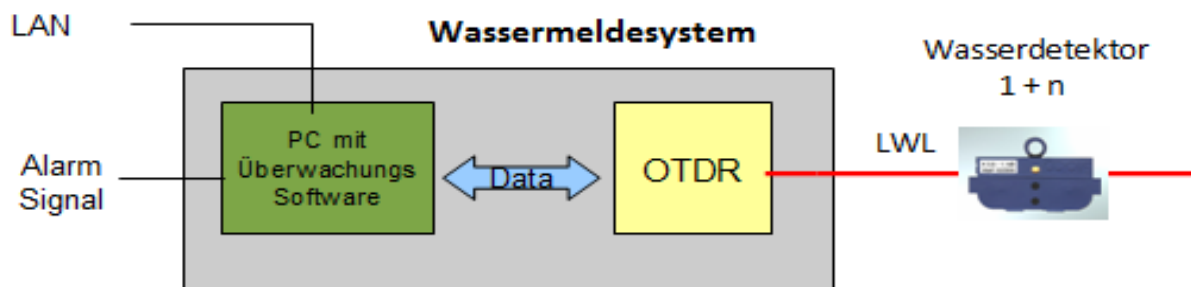 LAN
Wassermeldesystem
Wasserdetektor
1 + n
PC mit
Überwachungs
Software
Data
OTDR
LWL
Alarm
Signal